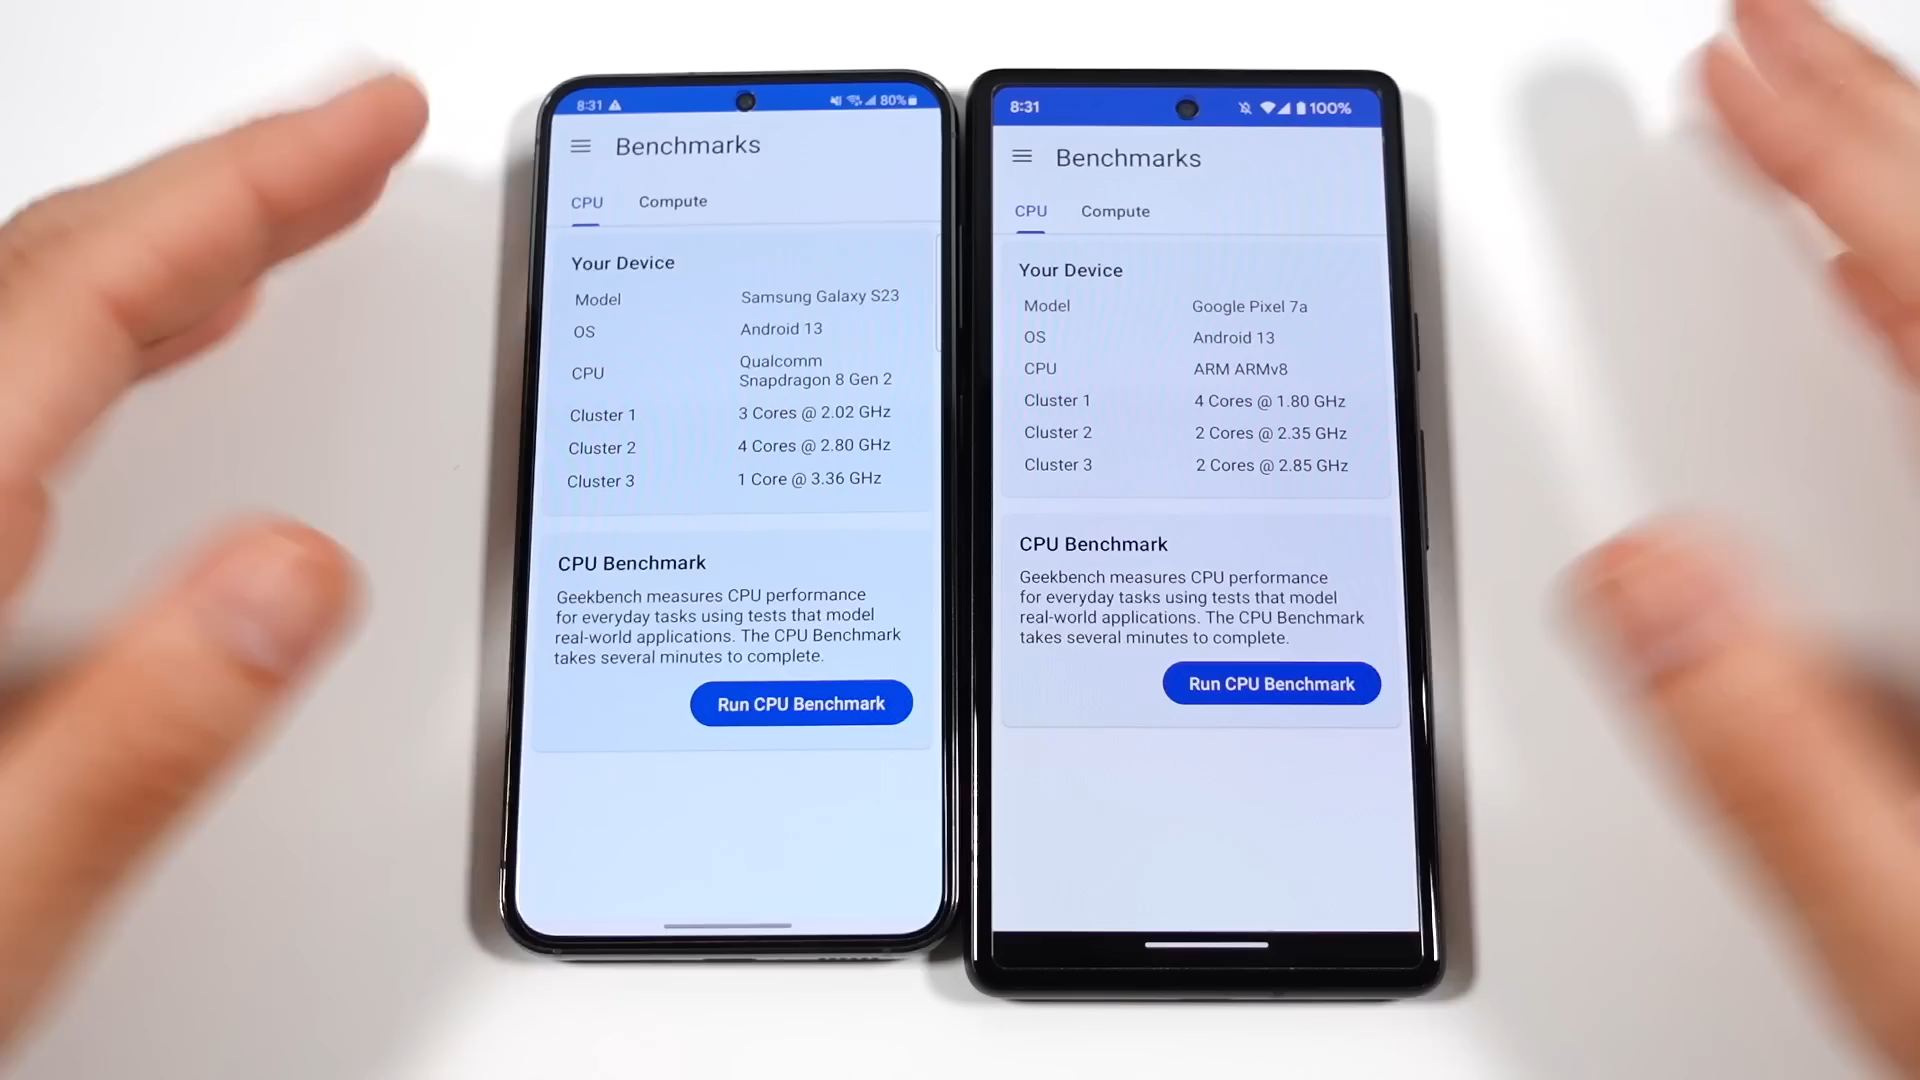 8:31 80%
Benchmarks
CPU Compute
Your Device
Model Samsung Galaxy S23
OS Android 13
CPU Qualcomm
Snapdragon 8 Gen 2
Cluster 1 3 Cores @ 2.02 GHz
Cluster 2 4 Cores @ 2.80 GHz
Cluster 3 1 Core @ 3.36 GHz
CPU Benchmark
Geekbench measures CPU performance
for everyday tasks using tests that model
real-world applications. The CPU Benchmark
takes several minutes to complete.
Run CPU Benchmark
8:31 100%
Benchmarks
CPU Compute
Your Device
Model Google Pixel 7a
OS Android 13
CPU ARM ARMv8
Cluster 1 4 Cores @ 1.80 GHz
Cluster 2 2 Cores @ 2.35 GHz
Cluster 3 2 Cores @ 2.85 GHz
CPU Benchmark
Geekbench measures CPU performance
for everyday tasks using tests that model
real-world applications. The CPU Benchmark
takes several minutes to complete.
Run CPU Benchmark